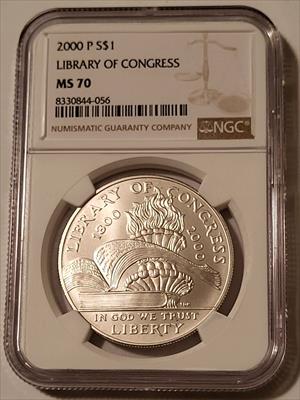 2000 P S$1
LIBRARY OF CONGRESS
MS 70
8330844-056
NUMISMATIC GUARANTY COMPANY
NGC
LIBRARY OF CONGRESS
1800 2000
IN GOD WE TRUST
LIBERTY